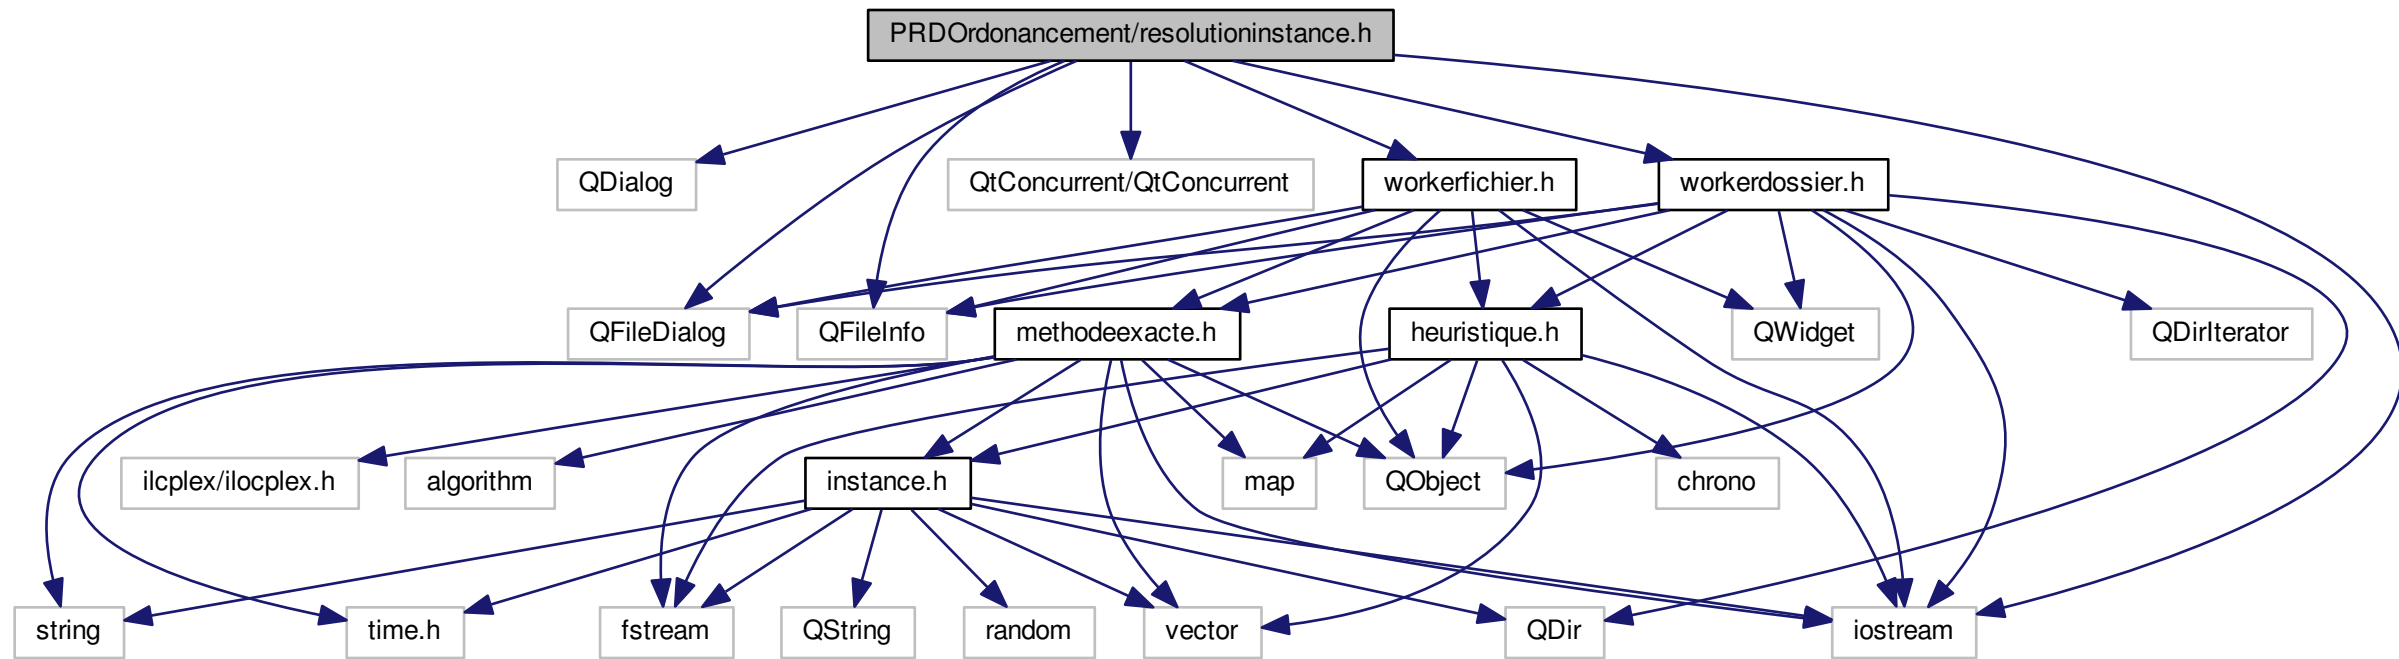 PRDOrdonancement/resolutioninstance.h
QDialog
QtConcurrent/QtConcurrent
workerfichier.h
workerdossier.h
QFileDialog
QFileInfo
methodeexacte.h
heuristique.h
QWidget
QDirIterator
ilcplex/ilocplex.h
algorithm
instance.h
map
QObject
chrono
string
time.h
fstream
QString
random
vector
QDir
iostream